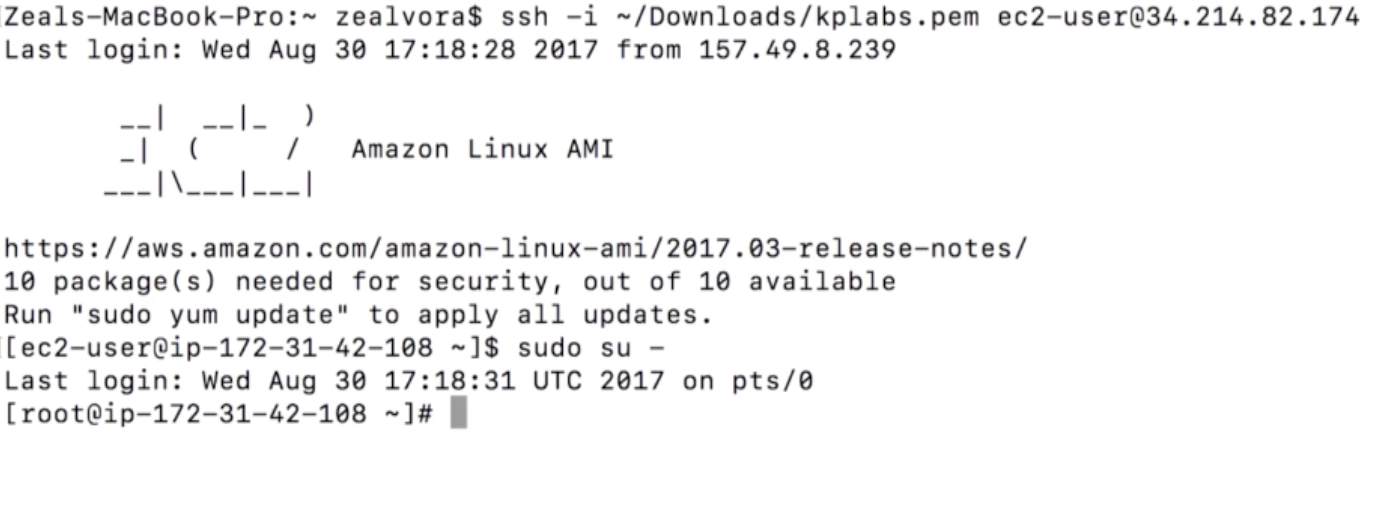 Zeals-MacBook-Pro:~ zealvora$ ssh -i ~/Downloads/kplabs.pem ec2-user@34.214.82.174
Last login: Wed Aug 30 17:18:28 2017 from 157.49.8.239

       __|  __|_  )
       _|  (     /   Amazon Linux AMI
      ___|\___|___|

https://aws.amazon.com/amazon-linux-ami/2017.03-release-notes/
10 package(s) needed for security, out of 10 available
Run "sudo yum update" to apply all updates.
[ec2-user@ip-172-31-42-108 ~]$ sudo su -
Last login: Wed Aug 30 17:18:31 UTC 2017 on pts/0
[root@ip-172-31-42-108 ~]#